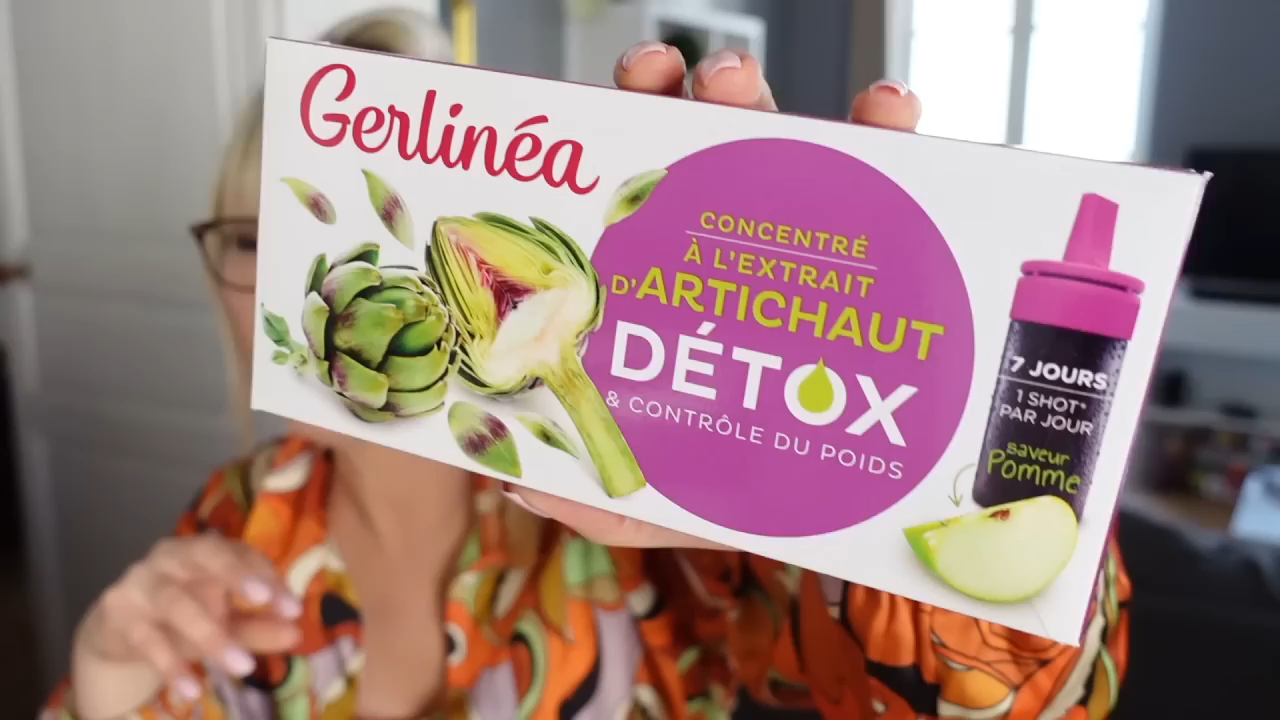 Gerlinéa
CONCENTRÉ
À L'EXTRAIT
D'ARTICHAUT
DÉTOX
& CONTRÔLE DU POIDS
7 JOURS
1 SHOT*
PAR JOUR
saveur
Pomme